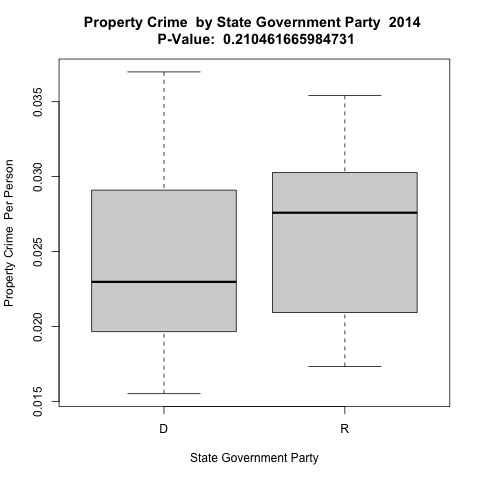 Property Crime  by State Government Party  2014
P-Value:  0.210461665984731
Property Crime  Per Person
0.035
0.030
0.025
0.020
0.015
D
R
State Government Party